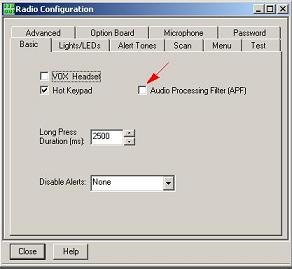 Radio Configuration
Advanced Option Board Microphone Password
Basic Lights/LEDs Alert Tones Scan Menu Test
VOX Headset
Hot Keypad Audio Processing Filter (APF)
Long Press
Duration (ms): 2500
Disable Alerts: None
Close Help